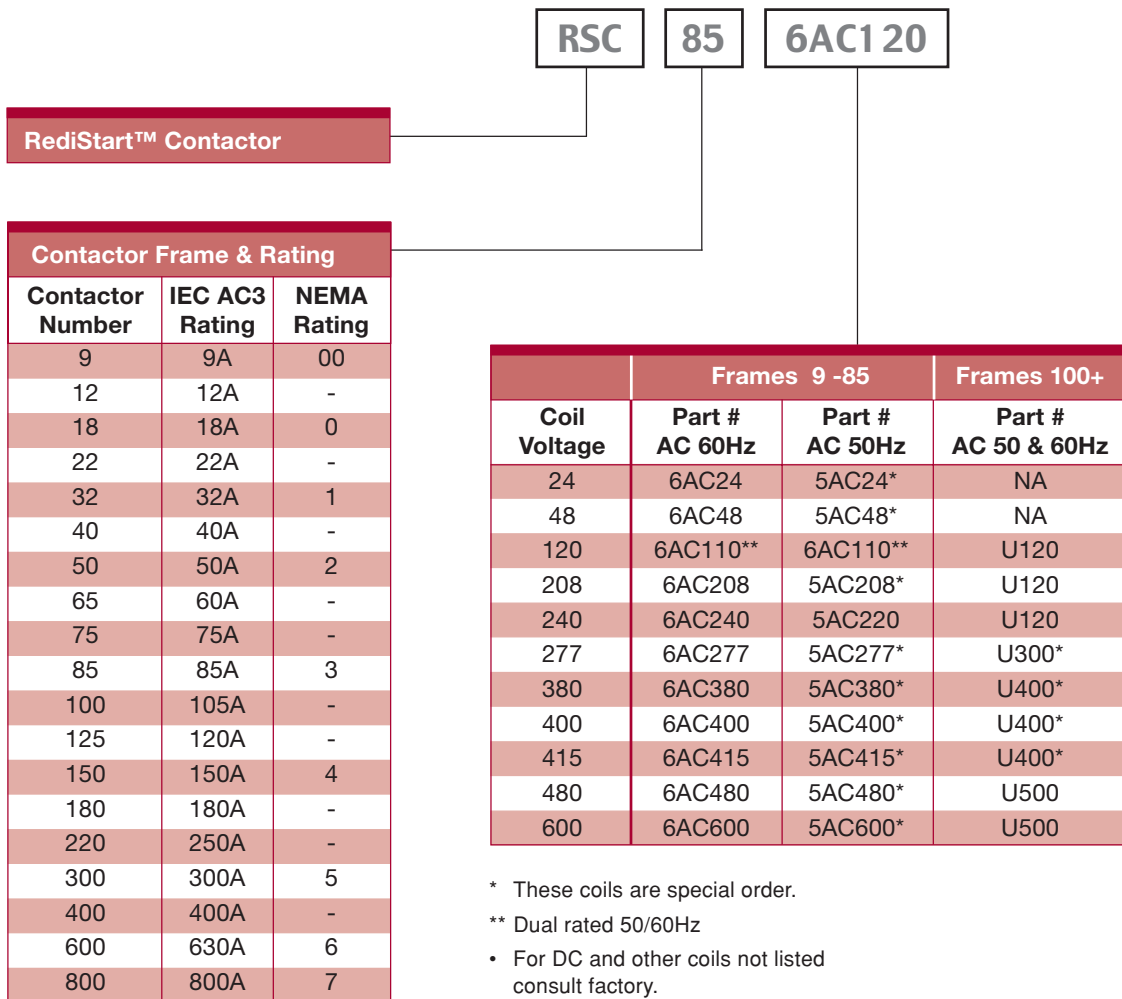 RSC 85 6AC120
RediStart™ Contactor
Contactor Frame & Rating
Contactor Number IEC AC3 Rating NEMA Rating
9 9A 00
12 12A -
18 18A 0
22 22A -
32 32A 1
40 40A -
50 50A 2
65 60A -
75 75A -
85 85A 3
100 105A -
125 120A -
150 150A 4
180 180A -
220 250A -
300 300A 5
400 400A -
600 630A 6
800 800A 7
Frames 9 -85 Frames 100+
Coil Voltage Part # AC 60Hz Part # AC 50Hz Part # AC 50 & 60Hz
24 6AC24 5AC24* NA
48 6AC48 5AC48* NA
120 6AC110** 6AC110** U120
208 6AC208 5AC208* U120
240 6AC240 5AC220 U120
277 6AC277 5AC277* U300*
380 6AC380 5AC380* U400*
400 6AC400 5AC400* U400*
415 6AC415 5AC415* U400*
480 6AC480 5AC480* U500
600 6AC600 5AC600* U500
* These coils are special order.
** Dual rated 50/60Hz
• For DC and other coils not listed
consult factory.